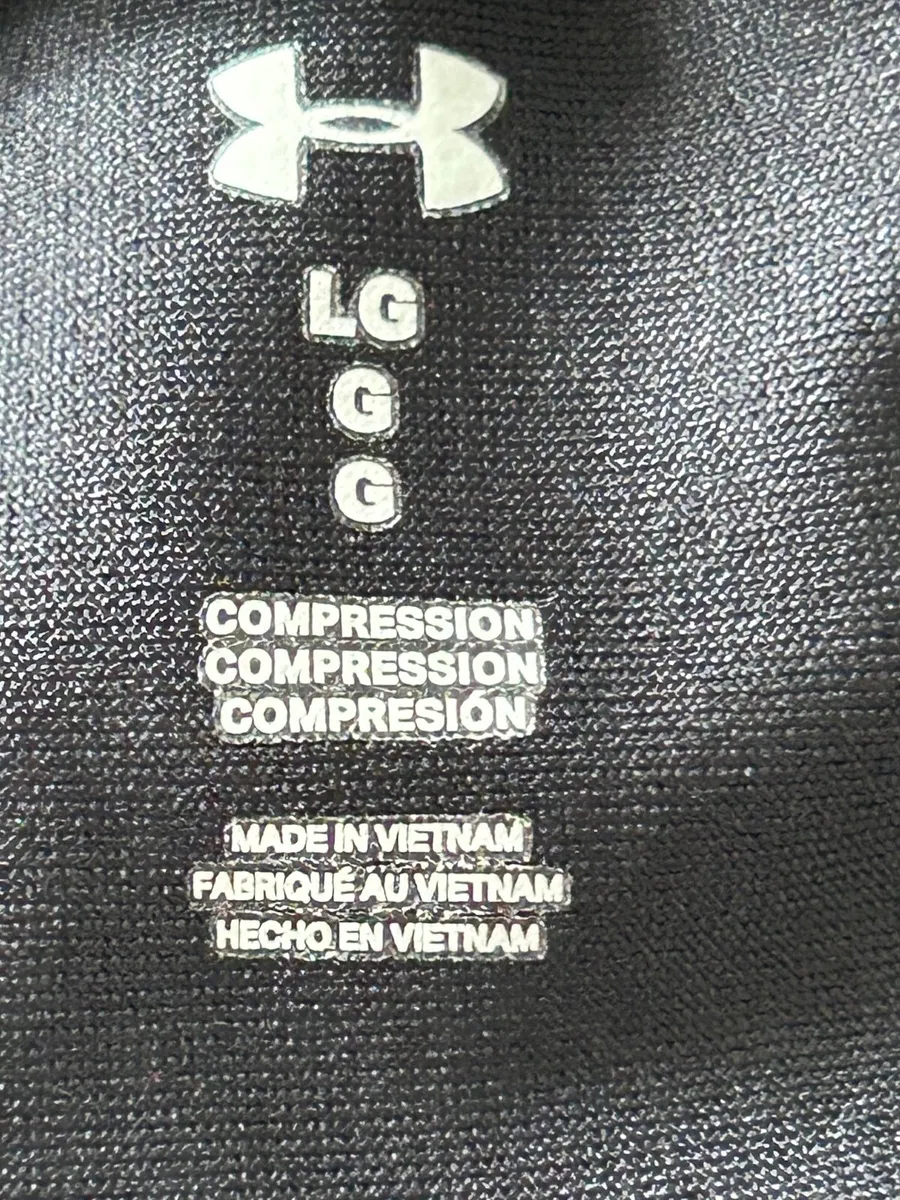 LG
G
G
COMPRESSION
COMPRESSION
COMPRESIÓN
MADE IN VIETNAM
FABRIQUÉ AU VIETNAM
HECHO EN VIETNAM